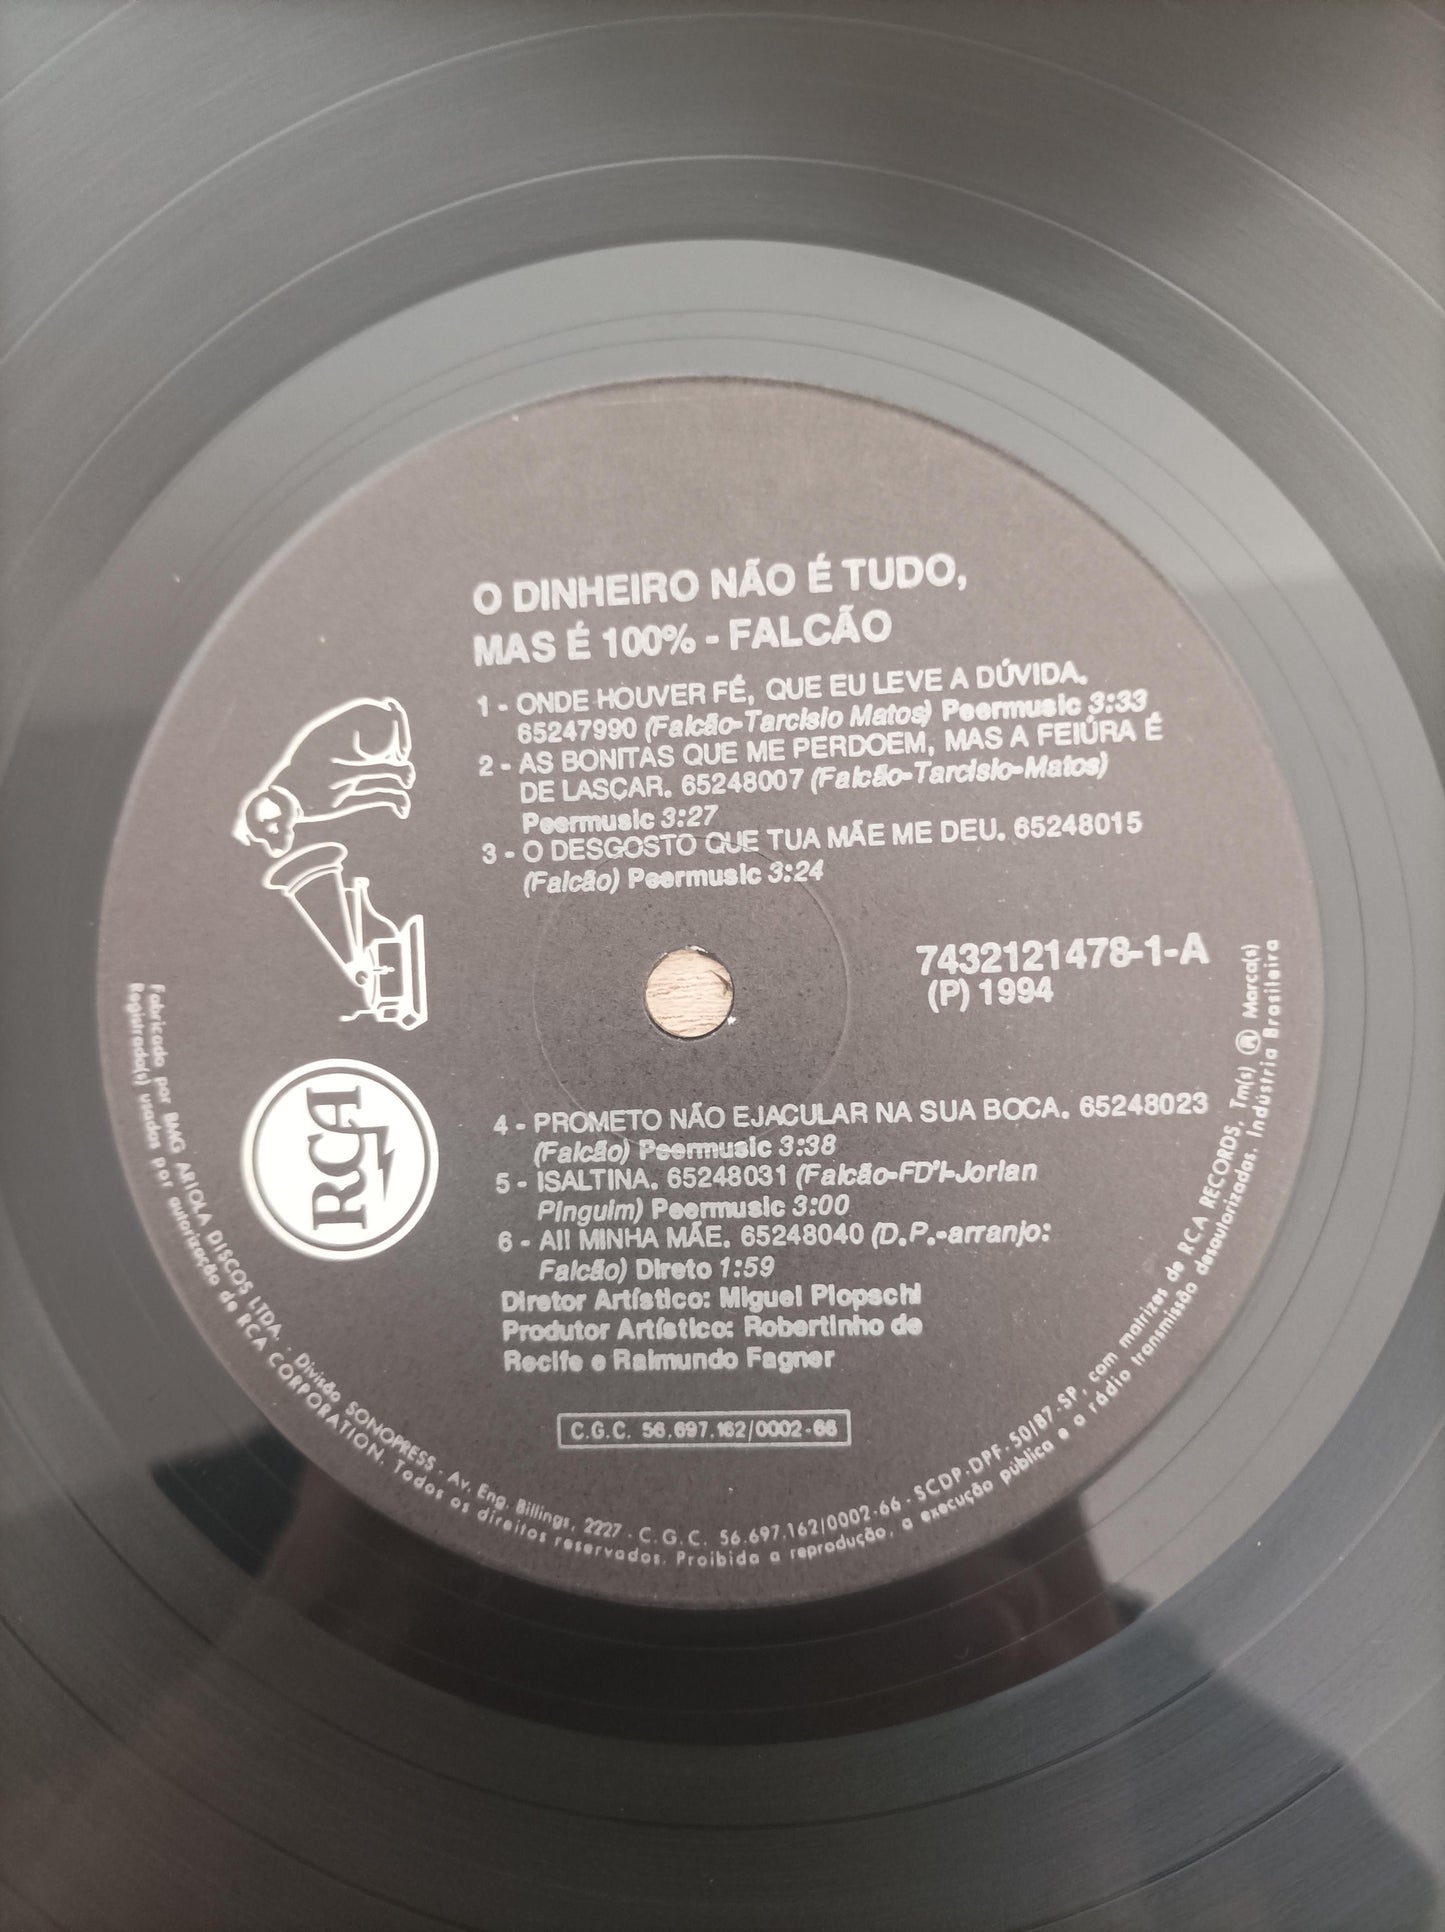 O DINHEIRO NÃO É TUDO,
MAS É 100% - FALCÃO
1 - ONDE HOUVER FÉ, QUE EU LEVE A DÚVIDA.
65247990 (Falcão-Tarcisio Matos) Peermusic 3:33
2 - AS BONITAS QUE ME PERDOEM, MAS A FEIÚRA É
DE LASCAR. 65248007 (Falcão-Tarcisio-Matos)
Peermusic 3:27
3 - O DESGOSTO QUE TUA MÃE ME DEU. 65248015
(Falcão) Peermusic 3:24
7432121478-1-A
(P) 1994
4 - PROMETO NÃO EJACULAR NA SUA BOCA. 65248023
(Falcão) Peermusic 3:38
5 - ISALTINA. 65248031 (Falcão-FD'l-Jorian
Pinguim) Peermusic 3:00
6 - AII MINHA MÃE. 65248040 (D.P.-arranjo:
Falcão) Direto 1:59
Diretor Artístico: Miguel Plopschi
Produtor Artístico: Robertinho de
Recife e Raimundo Fagner
C.G.C. 56.697.162/0002-66
RCA
Fabricado por BMG ARIOLA DISCOS LTDA. - Divisão SONOPRESS - Av. Eng. Billings, 2227 - C.G.C. 56.697.162/0002-66 - SCDP-DPF-50/87-SP, com matrizes de RCA RECORDS, Tm(s) ® Marca(s)
Registrada(s) usadas por autorização de RCA CORPORATION. Todos os direitos reservados. Proibida a reprodução, a execução pública e a rádio transmissão desautorizadas. Indústria Brasileira